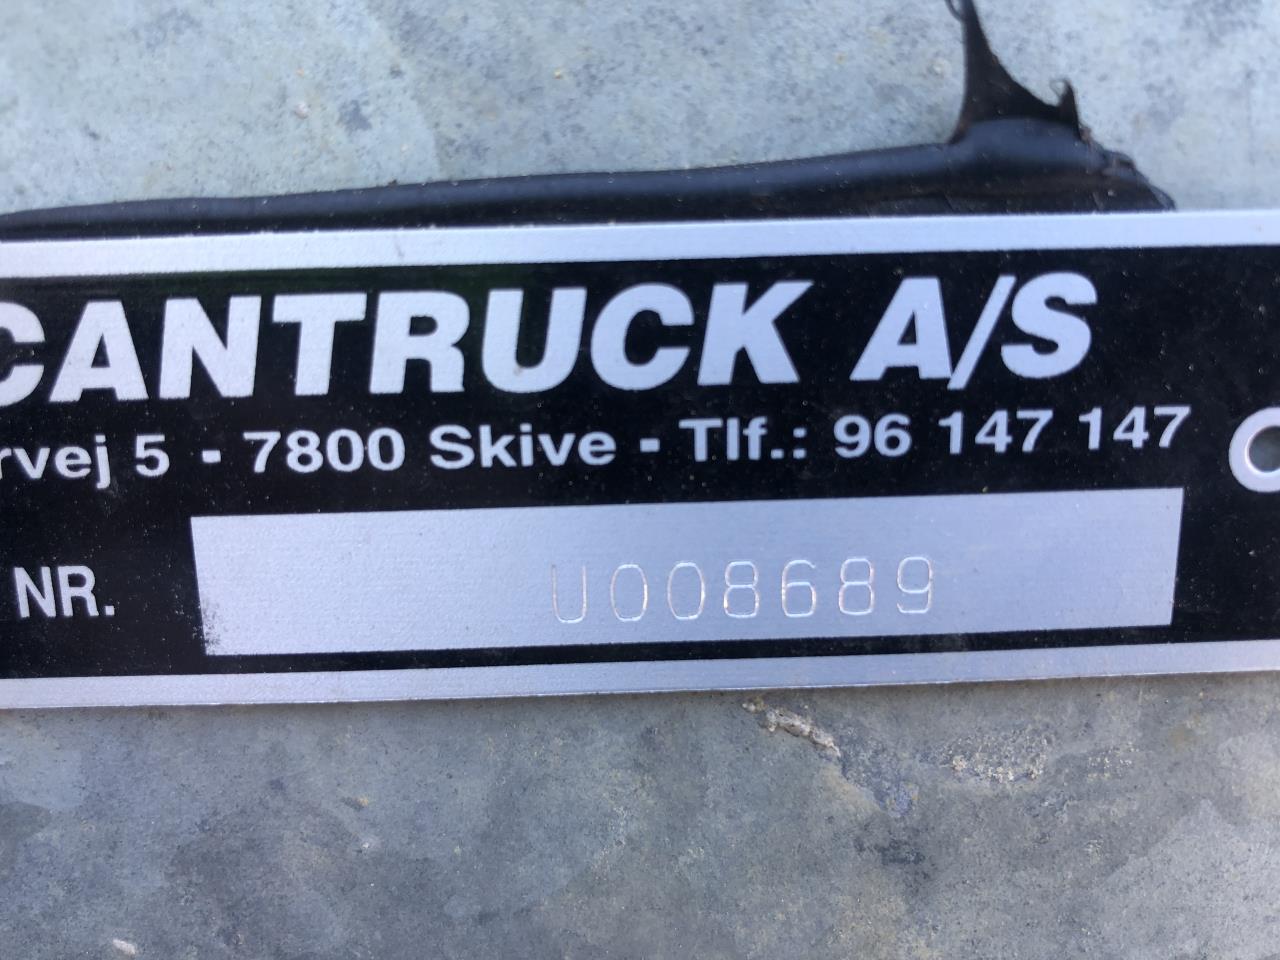 CANTRUCK A/S
rvej 5 - 7800 Skive - Tlf.: 96 147 147
NR. U008689